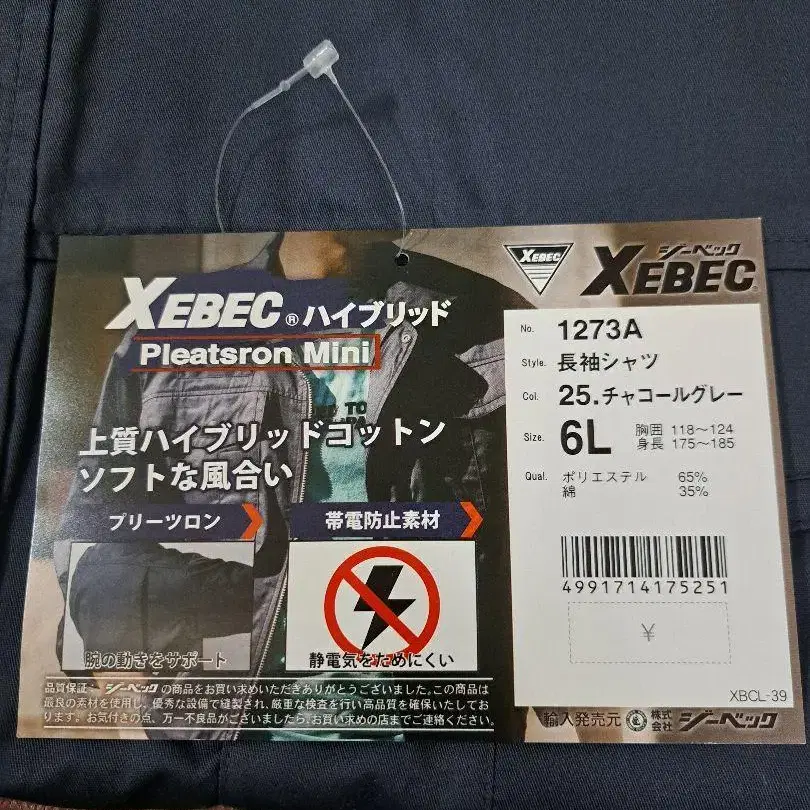 XEBEC®ハイブリッド
Pleatsron Mini
上質ハイブリッドコットン
ソフトな風合い
プリーツロン
帯電防止素材
腕の動きをサポート
静電気をためにくい
品質保証：ジーベックの商品をお買い求めいただきありがとうございました。この商品は
最良の素材を使用し、優秀な設備で縫製され、厳重な検査を行い高品質を確保いたしてお
ります。お気付きの点、万一不良品がございましたら、お買い求めの店までご連絡ください。
XEBEC
ジーベック
XEBEC
No. 1273A
Style. 長袖シャツ
Col. 25.チャコールグレー
Size. 6L 胸囲 118～124
身長 175～185
Qual. ポリエステル 65%
綿 35%
4991714175251
¥
XBCL-39
輸入発売元 株式会社 ジーベック